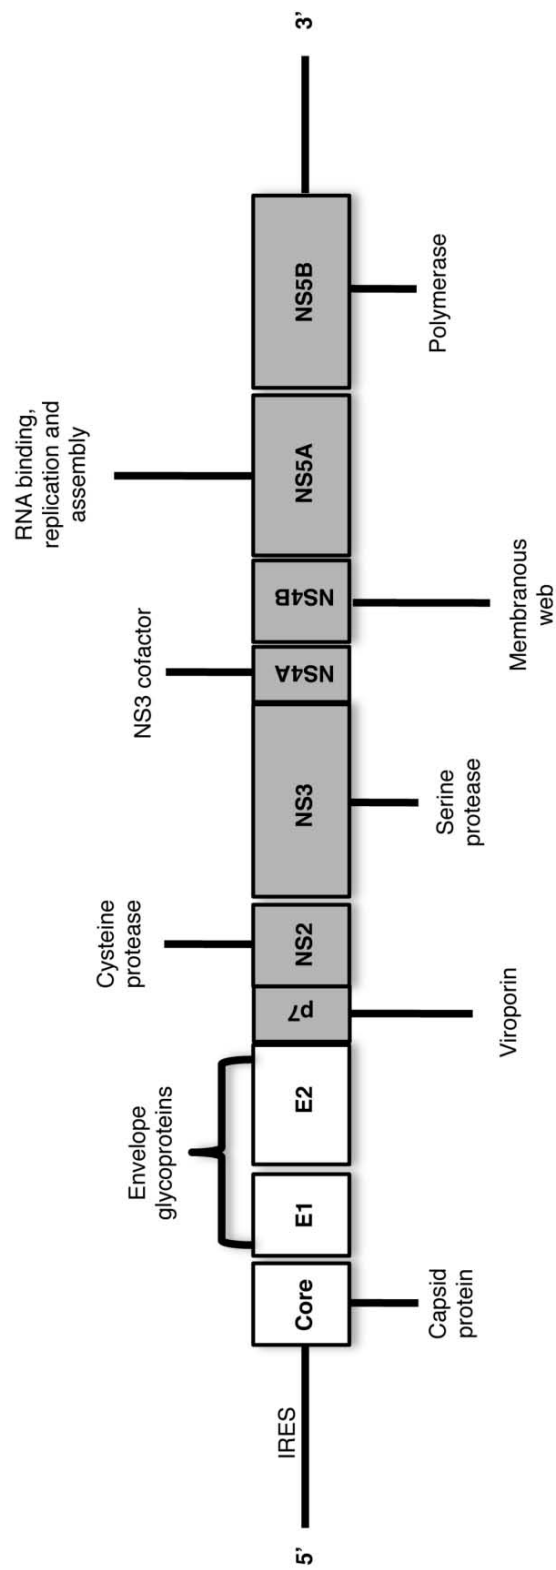 5'
IRES
Core
Capsid
protein
E1
Envelope
glycoproteins
E2
p7
Viroporin
NS2
Cysteine
protease
NS3
Serine
protease
NS4A
NS3 cofactor
NS4B
Membranous
web
NS5A
RNA binding,
replication and
assembly
NS5B
Polymerase
3'